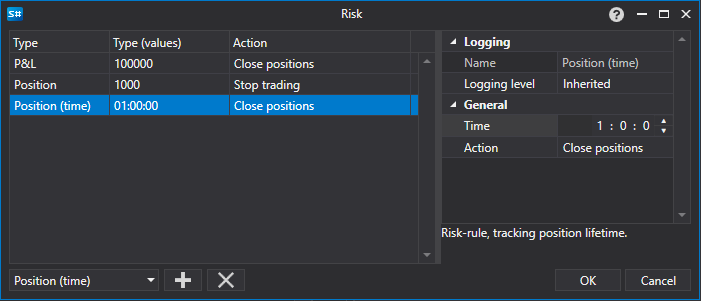 S# Risk ?
Type Type (values) Action
P&L 100000 Close positions
Position 1000 Stop trading
Position (time) 01:00:00 Close positions
Logging
Name Position (time)
Logging level Inherited
General
Time 1 : 0 : 0
Action Close positions
Risk-rule, tracking position lifetime.
Position (time)
OK Cancel